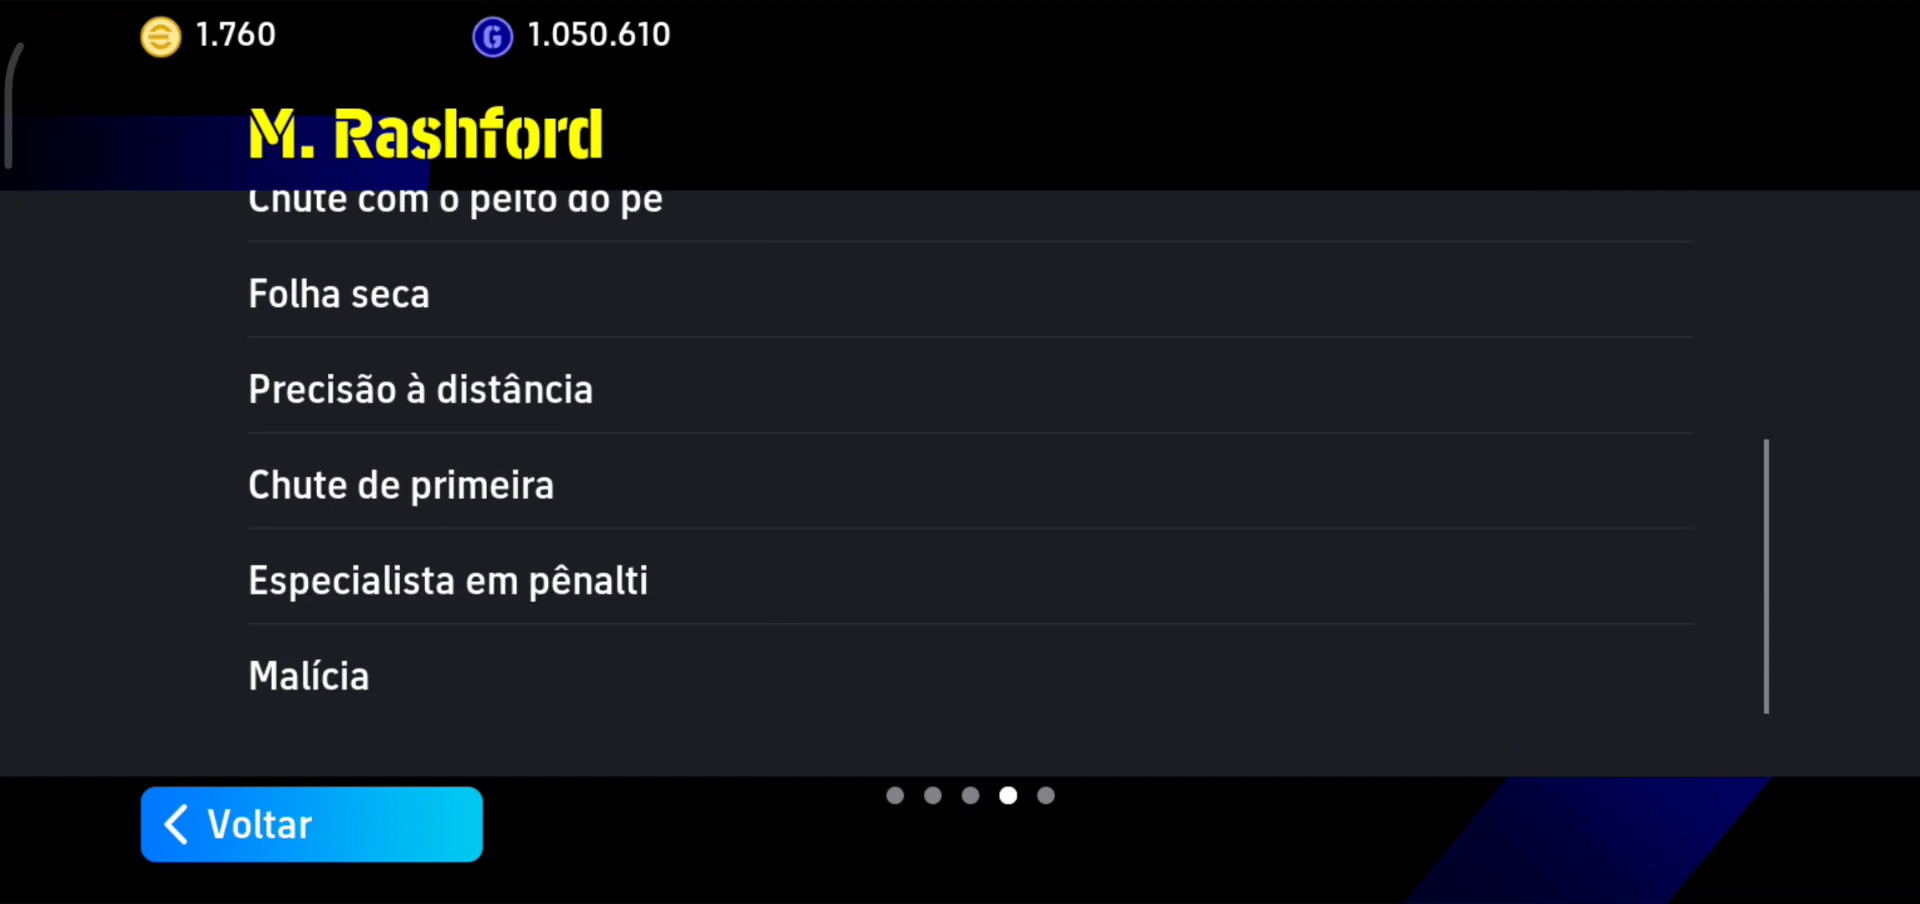 1.760
1.050.610
M. Rashford
Chute com o peito do pé
Folha seca
Precisão à distância
Chute de primeira
Especialista em pênalti
Malícia
Voltar